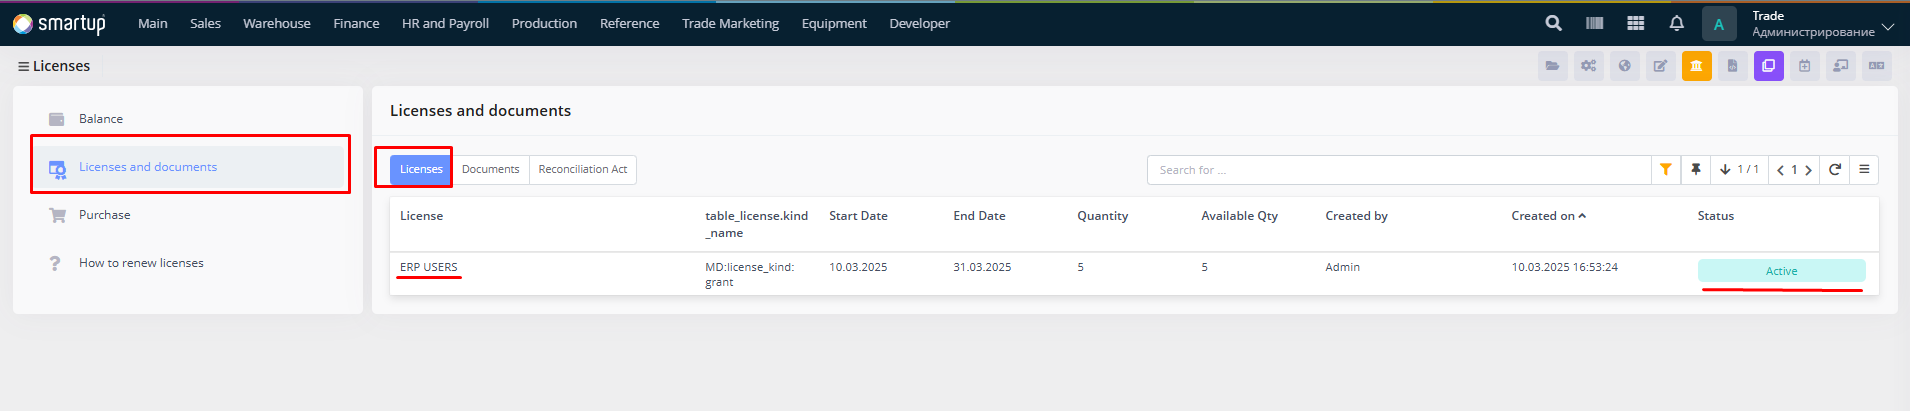 smartup Main Sales Warehouse Finance HR and Payroll Production Reference Trade Marketing Equipment Developer A Trade
Администрирование
Licenses
Balance
Licenses and documents
Purchase
How to renew licenses
Licenses and documents
Licenses Documents Reconciliation Act Search for ... 1 / 1 1
License table_license.kind Start Date End Date Quantity Available Qty Created by Created on Status
_name
ERP USERS MD:license_kind: 10.03.2025 31.03.2025 5 5 Admin 10.03.2025 16:53:24 Active
grant